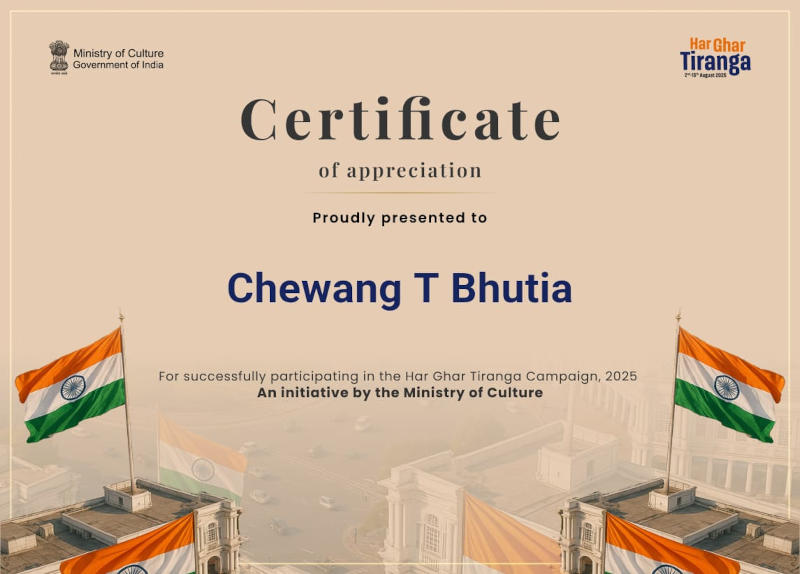 Ministry of Culture
Government of India
Har Ghar
Tiranga
2nd-15th August 2025
Certificate
of appreciation
Proudly presented to
Chewang T Bhutia
For successfully participating in the Har Ghar Tiranga Campaign, 2025
An initiative by the Ministry of Culture